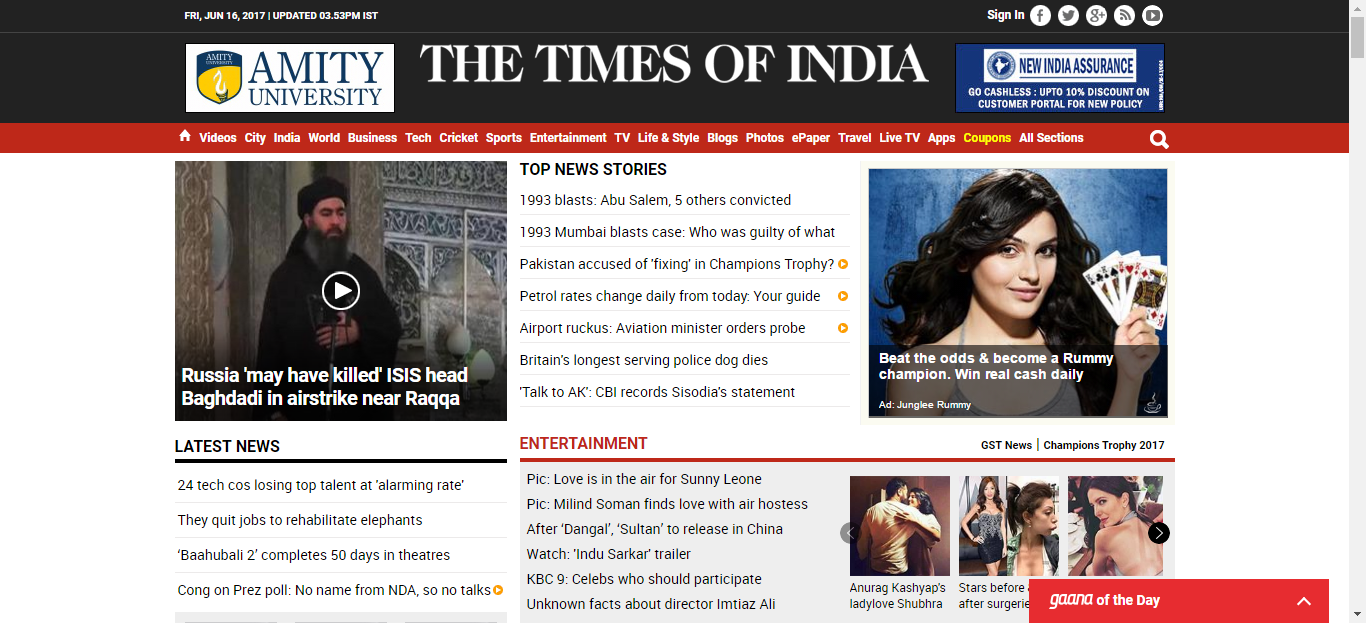 FRI, JUN 16, 2017 | UPDATED 03.53PM IST
Sign In
AMITY UNIVERSITY
AMITY
UNIVERSITY
THE TIMES OF INDIA
NEW INDIA ASSURANCE
GO CASHLESS : UPTO 10% DISCOUNT ON
CUSTOMER PORTAL FOR NEW POLICY
Videos City India World Business Tech Cricket Sports Entertainment TV Life & Style Blogs Photos ePaper Travel Live TV Apps Coupons All Sections
Russia 'may have killed' ISIS head
Baghdadi in airstrike near Raqqa
TOP NEWS STORIES
1993 blasts: Abu Salem, 5 others convicted
1993 Mumbai blasts case: Who was guilty of what
Pakistan accused of 'fixing' in Champions Trophy?
Petrol rates change daily from today: Your guide
Airport ruckus: Aviation minister orders probe
Britain's longest serving police dog dies
'Talk to AK': CBI records Sisodia's statement
Beat the odds & become a Rummy
champion. Win real cash daily
Ad: Junglee Rummy
LATEST NEWS
24 tech cos losing top talent at 'alarming rate'
They quit jobs to rehabilitate elephants
‘Baahubali 2’ completes 50 days in theatres
Cong on Prez poll: No name from NDA, so no talks
ENTERTAINMENT
GST News | Champions Trophy 2017
Pic: Love is in the air for Sunny Leone
Pic: Milind Soman finds love with air hostess
After ‘Dangal’, ‘Sultan’ to release in China
Watch: 'Indu Sarkar' trailer
KBC 9: Celebs who should participate
Unknown facts about director Imtiaz Ali
Anurag Kashyap's
ladylove Shubhra
Stars before
after surgerie
gaana of the Day